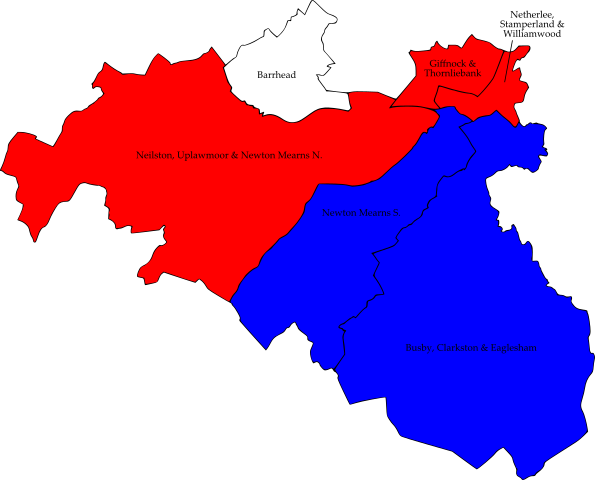 Netherlee,
Stamperland &
Williamwood
Giffnock &
Thornliebank
Barrhead
Neilston, Uplawmoor & Newton Mearns N.
Newton Mearns S.
Busby, Clarkston & Eaglesham